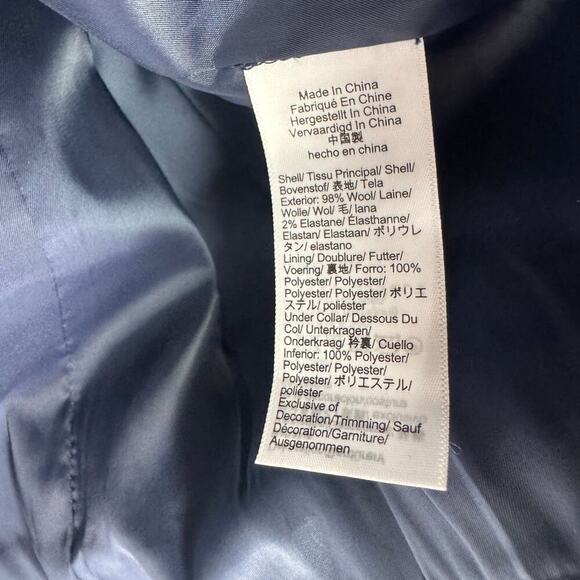 Made In China
Fabriqué En Chine
Hergestellt In China
Vervaardigd In China
中国製
hecho en china
Shell/ Tissu Principal/ Shell/
Bovenstof/ 表地/ Tela
Exterior: 98% Wool/ Laine/
Wolle/ Wol/ 毛/ lana
2% Elastane/ Élasthanne/
Elastan/ Elastaan/ ポリウレ
タン/ elastano
Lining/ Doublure/ Futter/
Voering/ 裏地/ Forro: 100%
Polyester/ Polyester/
Polyester/ Polyester/ ポリエ
ステル/ poliéster
Under Collar/ Dessous Du
Col/ Unterkragen/
Onderkraag/ 衿裏/ Cuello
Inferior: 100% Polyester/
Polyester/ Polyester/
Polyester/ ポリエステル/
poliéster
Exclusive of
Decoration/Trimming/ Sauf
Décoration/Garniture/
Ausgenommen